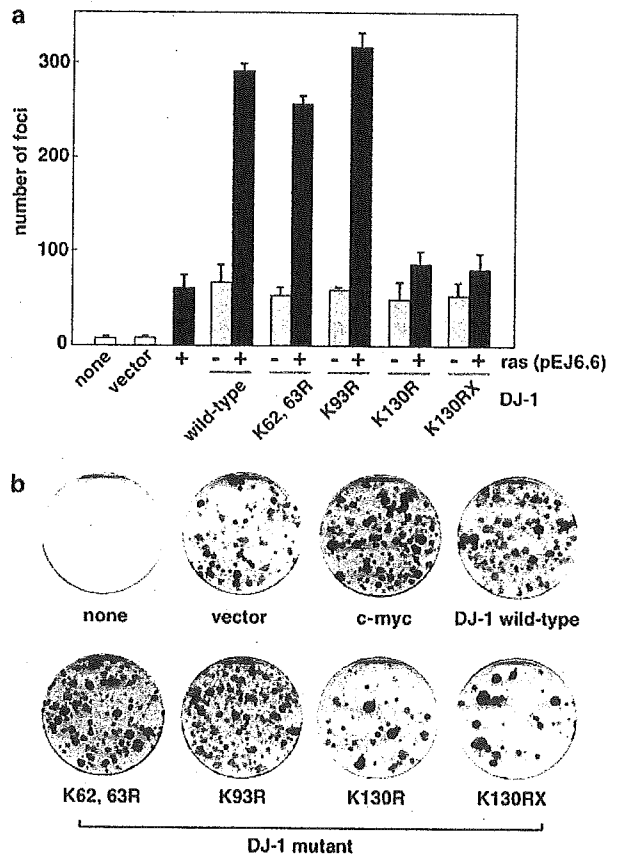 a
number of foci
300
200
100
0
+ - + - + - + - + - + ras (pEJ6.6)
none vector wild-type K62, 63R K93R K130R K130RX DJ-1
b
none vector c-myc DJ-1 wild-type
K62, 63R K93R K130R K130RX
DJ-1 mutant